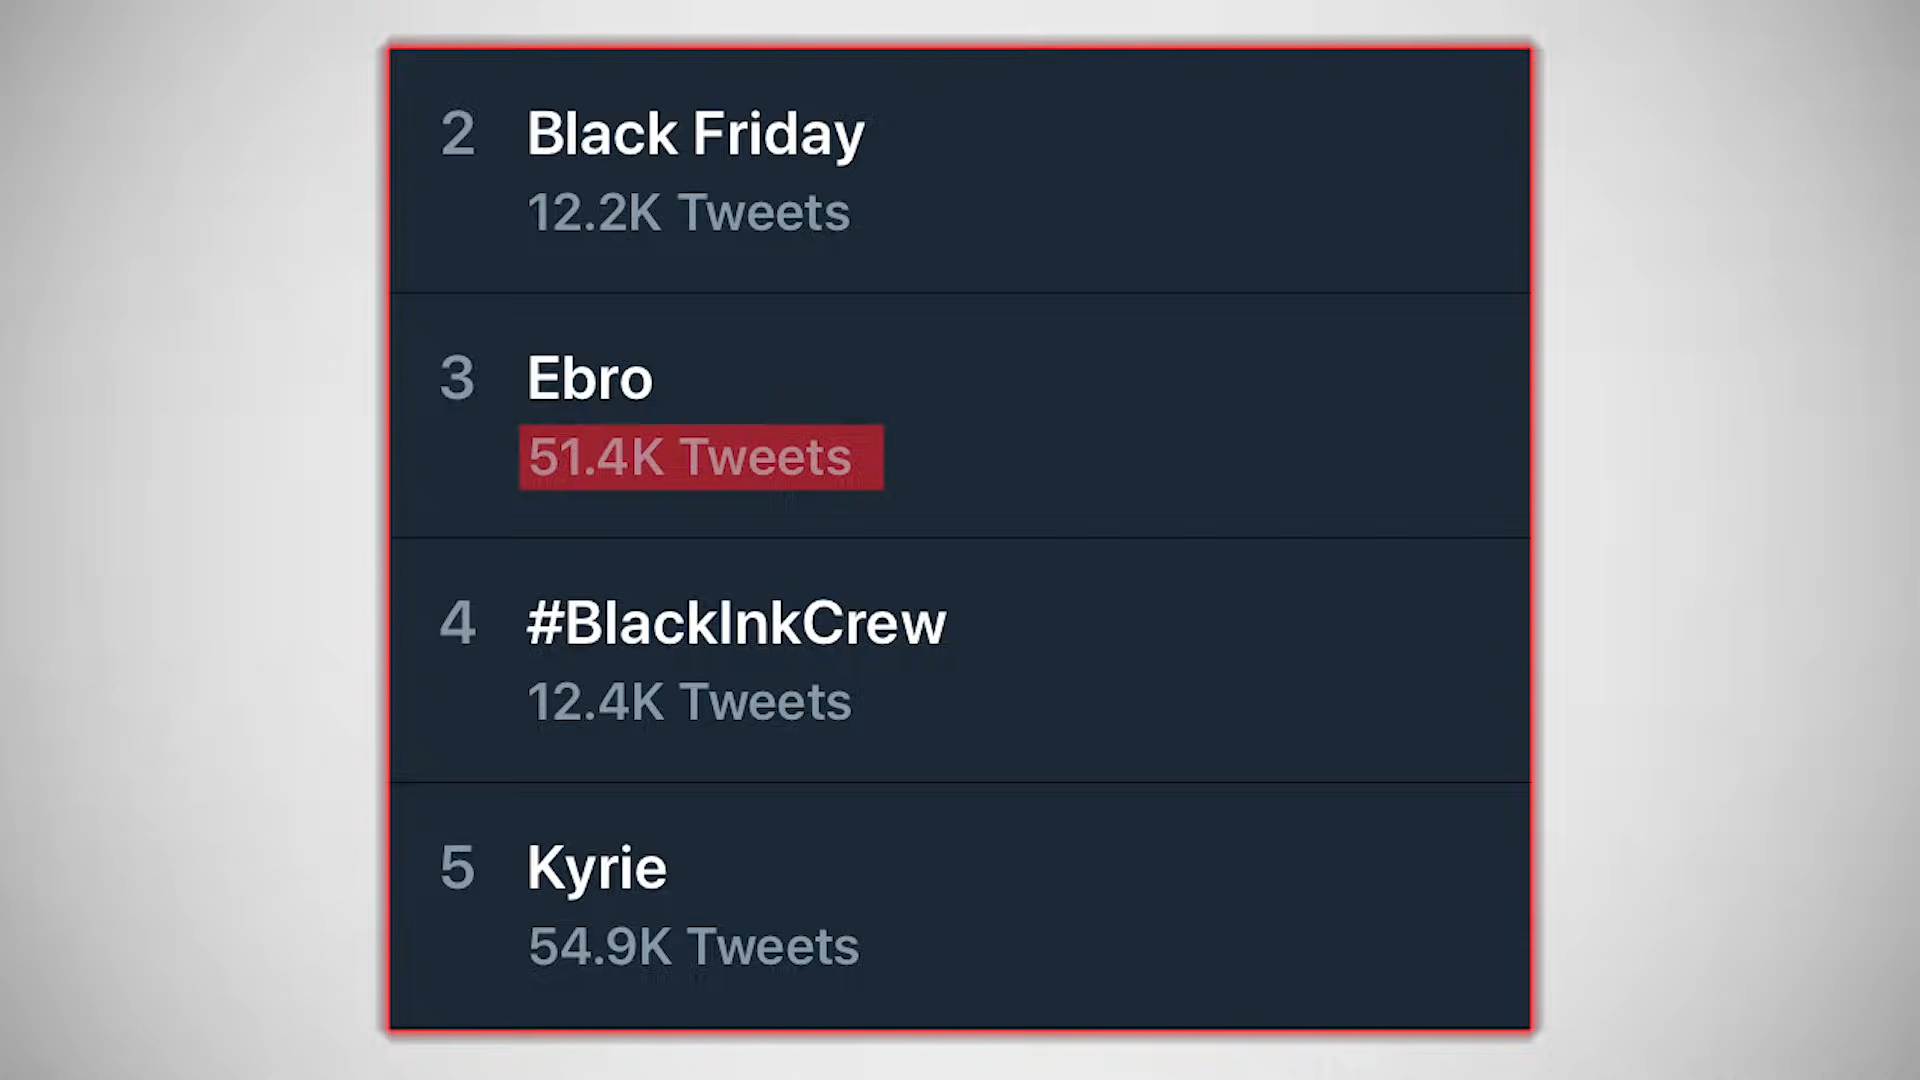 2 Black Friday
12.2K Tweets
3 Ebro
51.4K Tweets
4 #BlackInkCrew
12.4K Tweets
5 Kyrie
54.9K Tweets